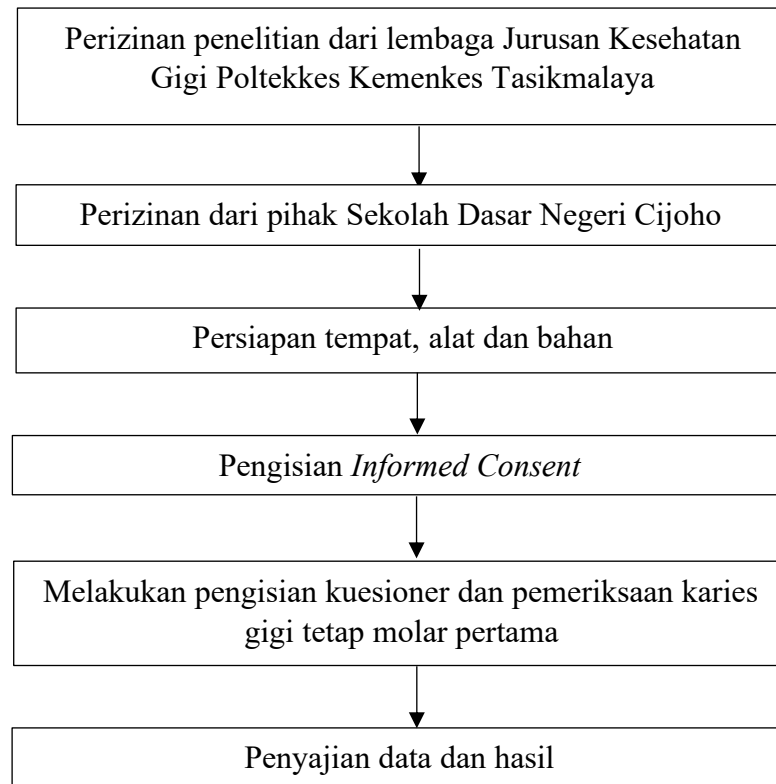 Perizinan penelitian dari lembaga Jurusan Kesehatan
Gigi Poltekkes Kemenkes Tasikmalaya
Perizinan dari pihak Sekolah Dasar Negeri Cijoho
Persiapan tempat, alat dan bahan
Pengisian Informed Consent
Melakukan pengisian kuesioner dan pemeriksaan karies
gigi tetap molar pertama
Penyajian data dan hasil